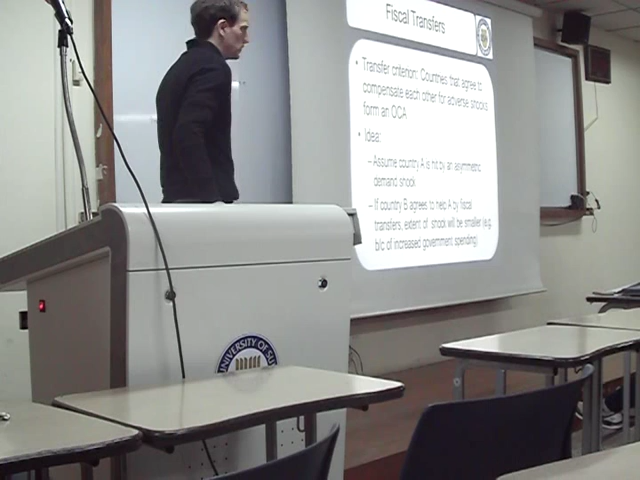 Fiscal Transfers
• Transfer criterion: Countries that agree to
compensate each other for adverse shocks
form an OCA
• Idea:
– Assume country A is hit by an asymmetric
demand shock
– If country B agrees to help A by fiscal
transfers, extent of shock will be smaller (e.g.
b/c of increased government spending)
UNIVERSITY OF